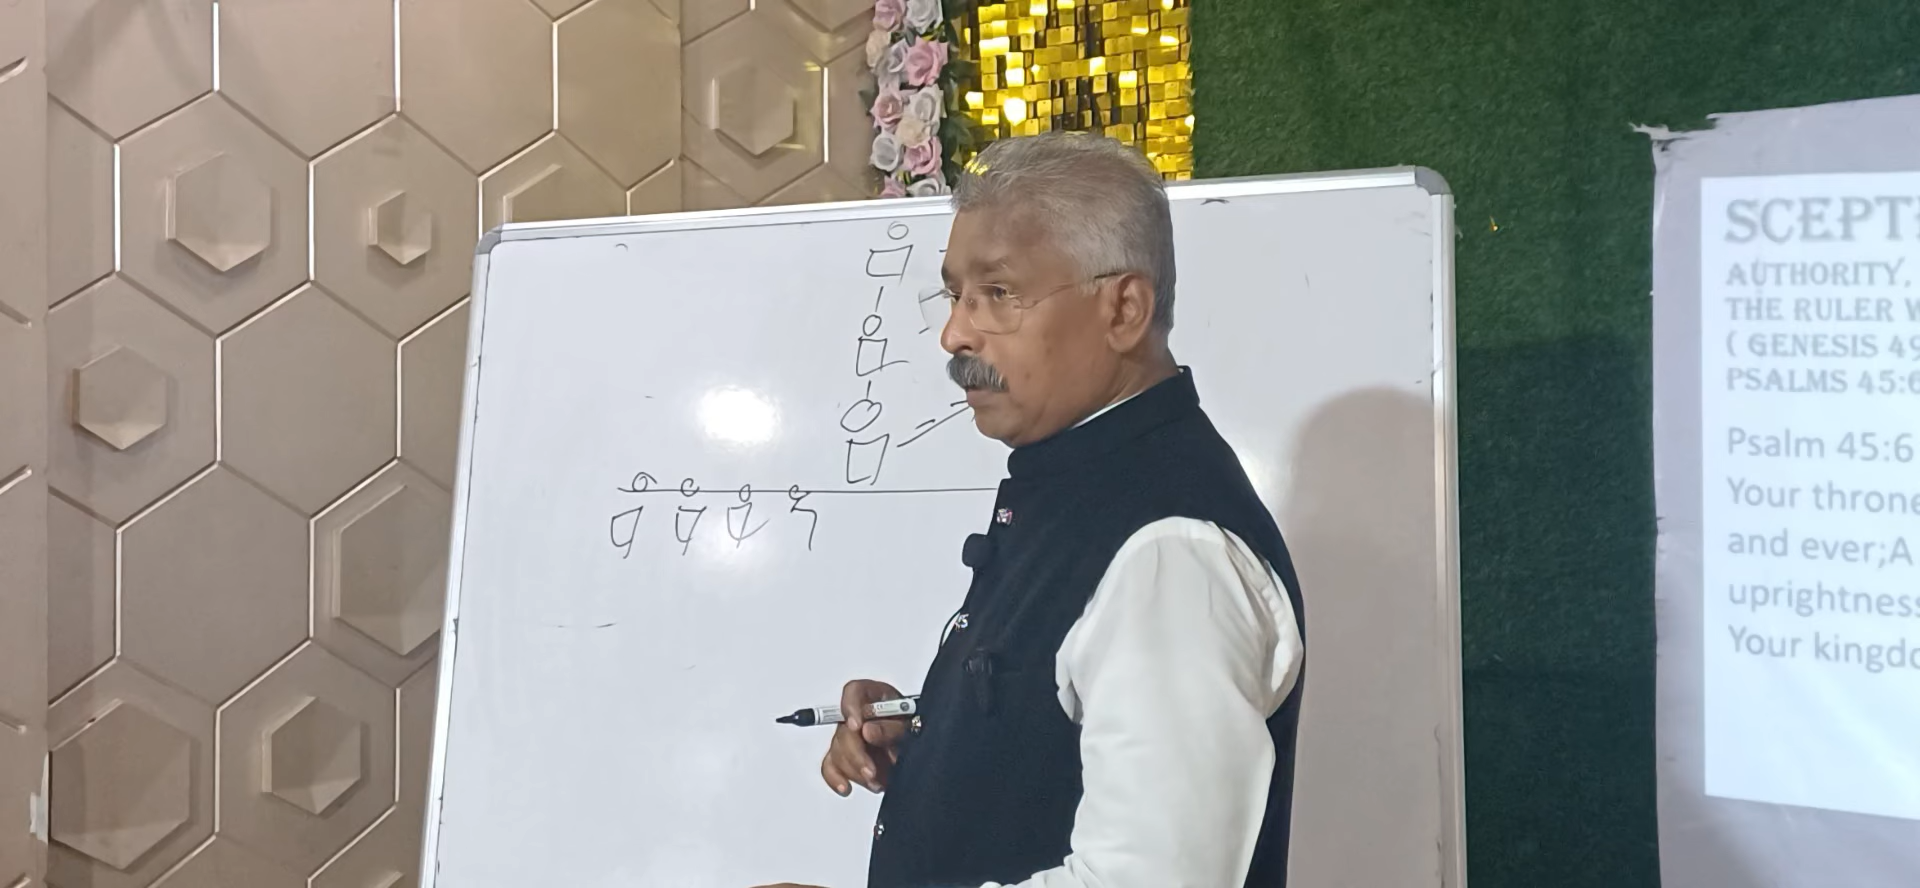 SCEPT
AUTHORITY,
THE RULER
( GENESIS 49
PSALMS 45:6
Psalm 45:6
Your throne
and ever;A
uprightness
Your kingdo